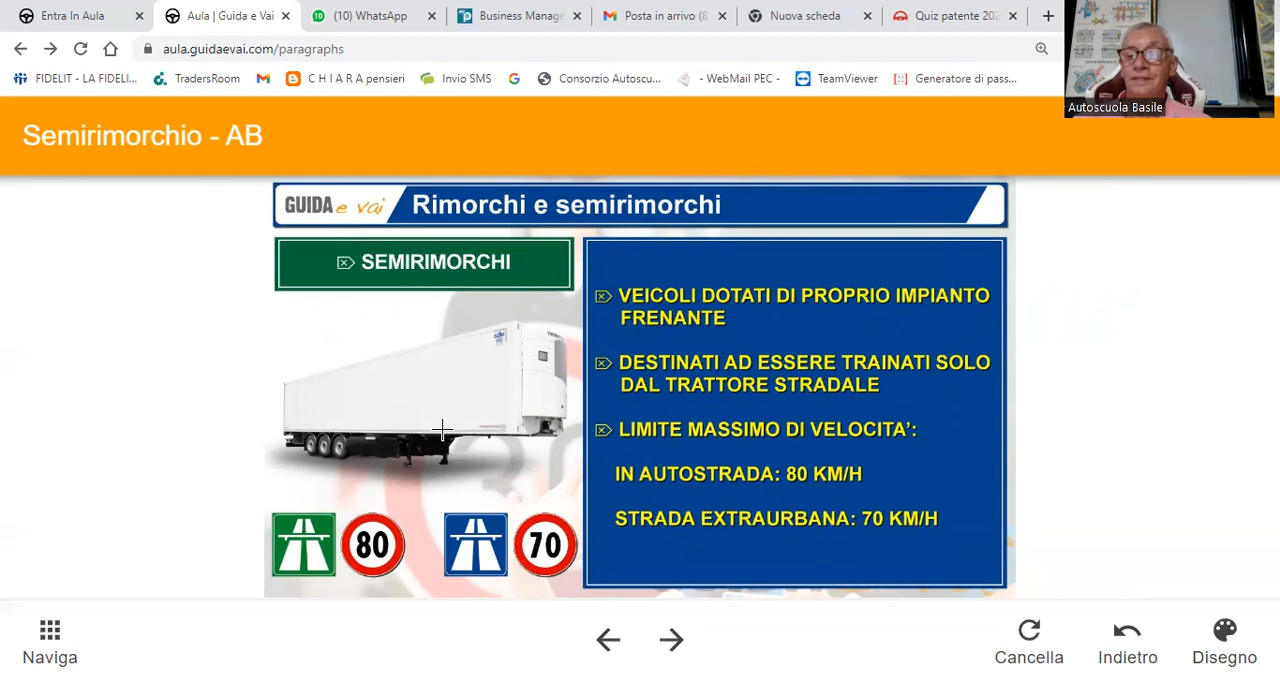 Entra In Aula
Aula | Guida e Vai
(10) WhatsApp
Business Manage
Posta in arrivo (8
Nuova scheda
Quiz patente 202
aula.guidaevai.com/paragraphs
FIDELIT - LA FIDELI...
TradersRoom
C H I A R A pensieri
Invio SMS
Consorzio Autoscu...
- WebMail PEC -
TeamViewer
Generatore di pass...
Autoscuola Basile
Semirimorchio - AB
GUIDA e vai
Rimorchi e semirimorchi
SEMIRIMORCHI
VEICOLI DOTATI DI PROPRIO IMPIANTO
FRENANTE
DESTINATI AD ESSERE TRAINATI SOLO
DAL TRATTORE STRADALE
LIMITE MASSIMO DI VELOCITA’:
IN AUTOSTRADA: 80 KM/H
STRADA EXTRAURBANA: 70 KM/H
80
70
Naviga
Cancella
Indietro
Disegno